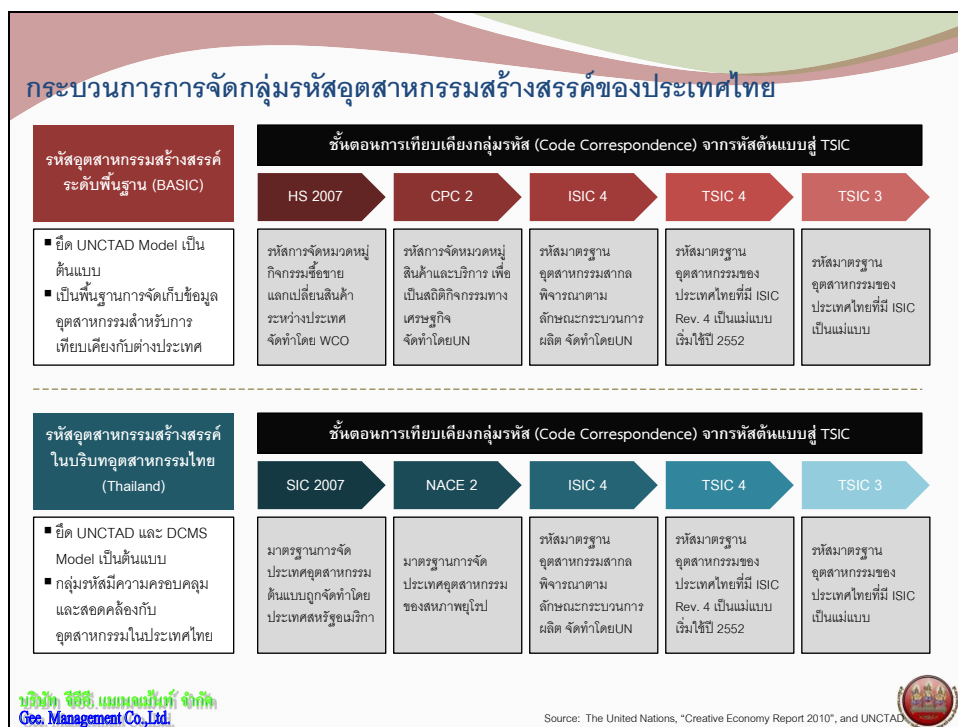 กระบวนการการจัดกลุ่มรหัสอุตสาหกรรมสร้างสรรค์ของประเทศไทย
รหัสอุตสาหกรรมสร้างสรรค์
ระดับพื้นฐาน (BASIC)
■ ยึด UNCTAD Model เป็น
ต้นแบบ
■ เป็นพื้นฐานการจัดเก็บข้อมูล
อุตสาหกรรมสำหรับการ
เทียบเคียงกับต่างประเทศ
ขั้นตอนการเทียบเคียงกลุ่มรหัส (Code Correspondence) จากรหัสต้นแบบสู่ TSIC
HS 2007
CPC 2
ISIC 4
TSIC 4
TSIC 3
รหัสการจัดหมวดหมู่
กิจกรรมซื้อขาย
แลกเปลี่ยนสินค้า
ระหว่างประเทศ
จัดทำโดย WCO
รหัสการจัดหมวดหมู่
สินค้าและบริการ เพื่อ
เป็นสถิติกิจกรรมทาง
เศรษฐกิจ
จัดทำโดยUN
รหัสมาตรฐาน
อุตสาหกรรมสากล
พิจารณาตาม
ลักษณะกระบวนการ
ผลิต จัดทำโดยUN
รหัสมาตรฐาน
อุตสาหกรรมของ
ประเทศไทยที่มี ISIC
Rev. 4 เป็นแม่แบบ
เริ่มใช้ปี 2552
รหัสมาตรฐาน
อุตสาหกรรมของ
ประเทศไทยที่มี ISIC
เป็นแม่แบบ
รหัสอุตสาหกรรมสร้างสรรค์
ในบริบทอุตสาหกรรมไทย
(Thailand)
■ ยึด UNCTAD และ DCMS
Model เป็นต้นแบบ
■ กลุ่มรหัสมีความครอบคลุม
และสอดคล้องกับ
อุตสาหกรรมในประเทศไทย
ขั้นตอนการเทียบเคียงกลุ่มรหัส (Code Correspondence) จากรหัสต้นแบบสู่ TSIC
SIC 2007
NACE 2
ISIC 4
TSIC 4
TSIC 3
มาตรฐานการจัด
ประเทศอุตสาหกรรม
ต้นแบบถูกจัดทำโดย
ประเทศสหรัฐอเมริกา
มาตรฐานการจัด
ประเทศอุตสาหกรรม
ของสหภาพยุโรป
รหัสมาตรฐาน
อุตสาหกรรมสากล
พิจารณาตาม
ลักษณะกระบวนการ
ผลิต จัดทำโดยUN
รหัสมาตรฐาน
อุตสาหกรรมของ
ประเทศไทยที่มี ISIC
Rev. 4 เป็นแม่แบบ
เริ่มใช้ปี 2552
รหัสมาตรฐาน
อุตสาหกรรมของ
ประเทศไทยที่มี ISIC
เป็นแม่แบบ
บริษัท จีอีอี. แมเนจเม้นท์ จำกัด
Gee. Management Co.,Ltd.
Source: The United Nations, "Creative Economy Report 2010", and UNCTAD